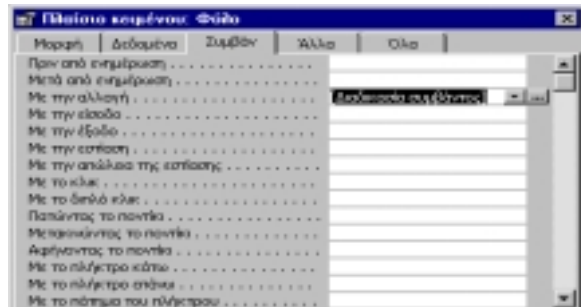 Πλαίσιο κειμένου: Φύλο
Μορφή Δεδομένα Συμβάν Άλλα Όλα
Πριν από ενημέρωση . . . . . . . . . . . . . . .
Μετά από ενημέρωση . . . . . . . . . . . . . . .
Με την αλλαγή . . . . . . . . . . . . . . . . . . Διαδικασία συμβάντος ...
Με την είσοδο . . . . . . . . . . . . . . . . . .
Με την έξοδο . . . . . . . . . . . . . . . . . . .
Με την εστίαση . . . . . . . . . . . . . . . . . .
Με την απώλεια της εστίασης . . . . . . . . .
Με το κλικ . . . . . . . . . . . . . . . . . . . . .
Με το διπλό κλικ . . . . . . . . . . . . . . . . .
Πατώντας το ποντίκι . . . . . . . . . . . . . . .
Μετακινώντας το ποντίκι . . . . . . . . . . . .
Αφήνοντας το ποντίκι . . . . . . . . . . . . . .
Με το πλήκτρο κάτω . . . . . . . . . . . . . . .
Με το πλήκτρο επάνω . . . . . . . . . . . . . .
Με το πάτημα του πλήκτρου . . . . . . . . . .